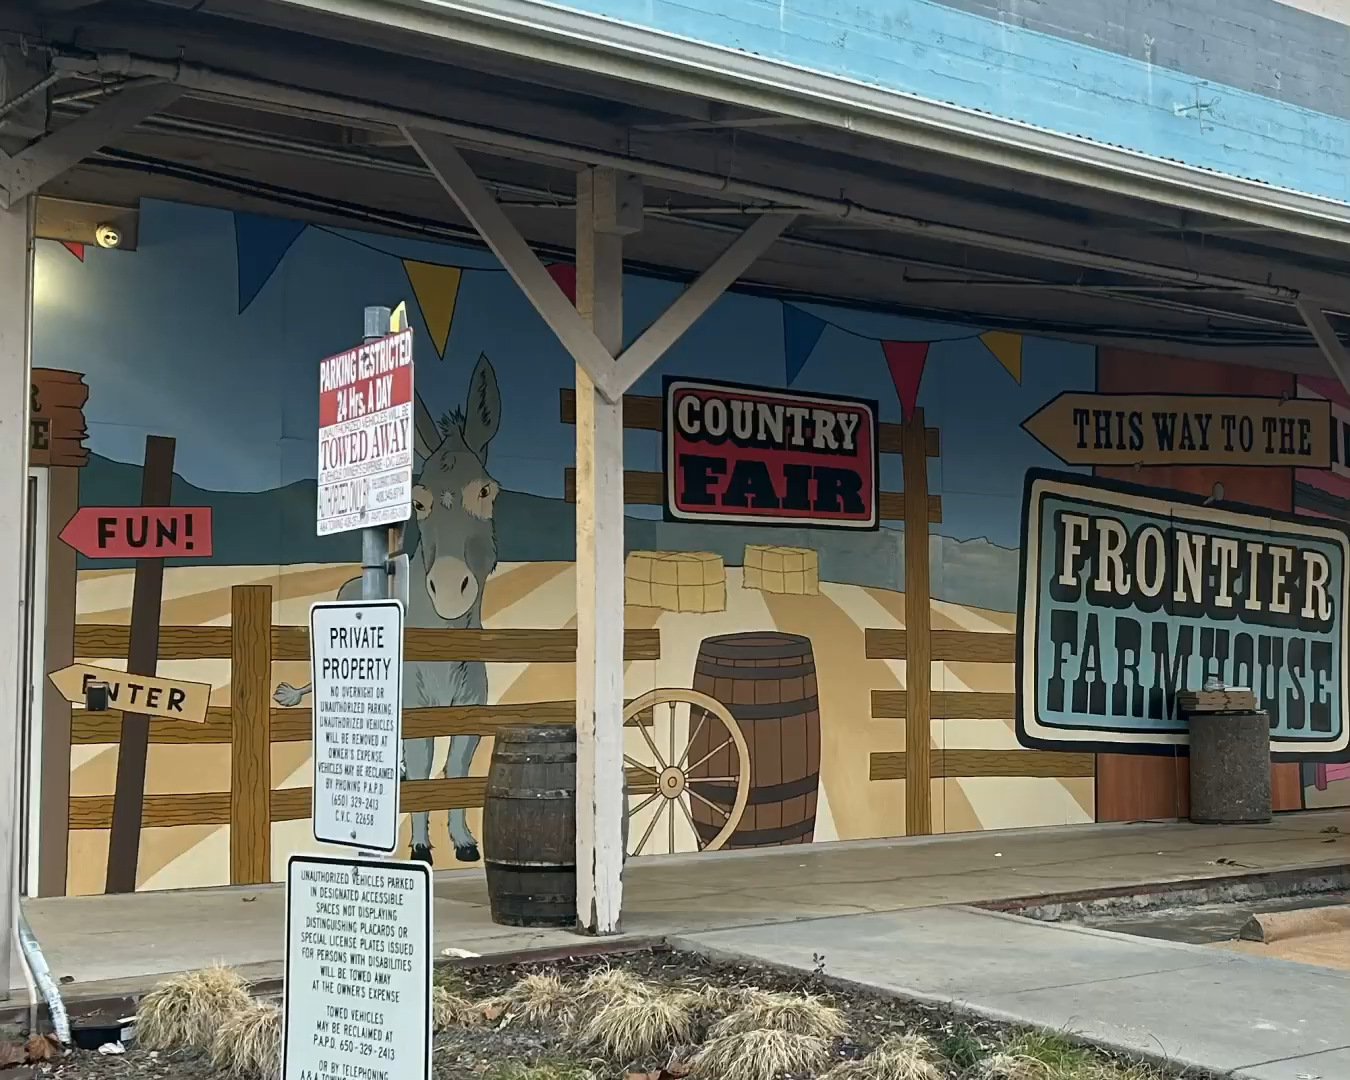 PARKING RESTRICTED
24 Hrs. A DAY
UNAUTHORIZED VEHICLES WILL BE
TOWED AWAY
FUN!
ENTER
COUNTRY
FAIR
THIS WAY TO THE
FRONTIER
FARMHOUSE
PRIVATE
PROPERTY
NO OVERNIGHT OR
UNAUTHORIZED PARKING.
UNAUTHORIZED VEHICLES
WILL BE REMOVED AT
OWNER'S EXPENSE.
VEHICLES MAY BE RECLAIMED
BY PHONING P.A.P.D.
(650) 329-2413
C.V.C. 22658
UNAUTHORIZED VEHICLES PARKED
IN DESIGNATED ACCESSIBLE
SPACES NOT DISPLAYING
DISTINGUISHING PLACARDS OR
SPECIAL LICENSE PLATES ISSUED
FOR PERSONS WITH DISABILITIES
WILL BE TOWED AWAY
AT THE OWNER'S EXPENSE
TOWED VEHICLES
MAY BE RECLAIMED AT
P.A.P.D. 650-329-2413
OR BY TELEPHONING